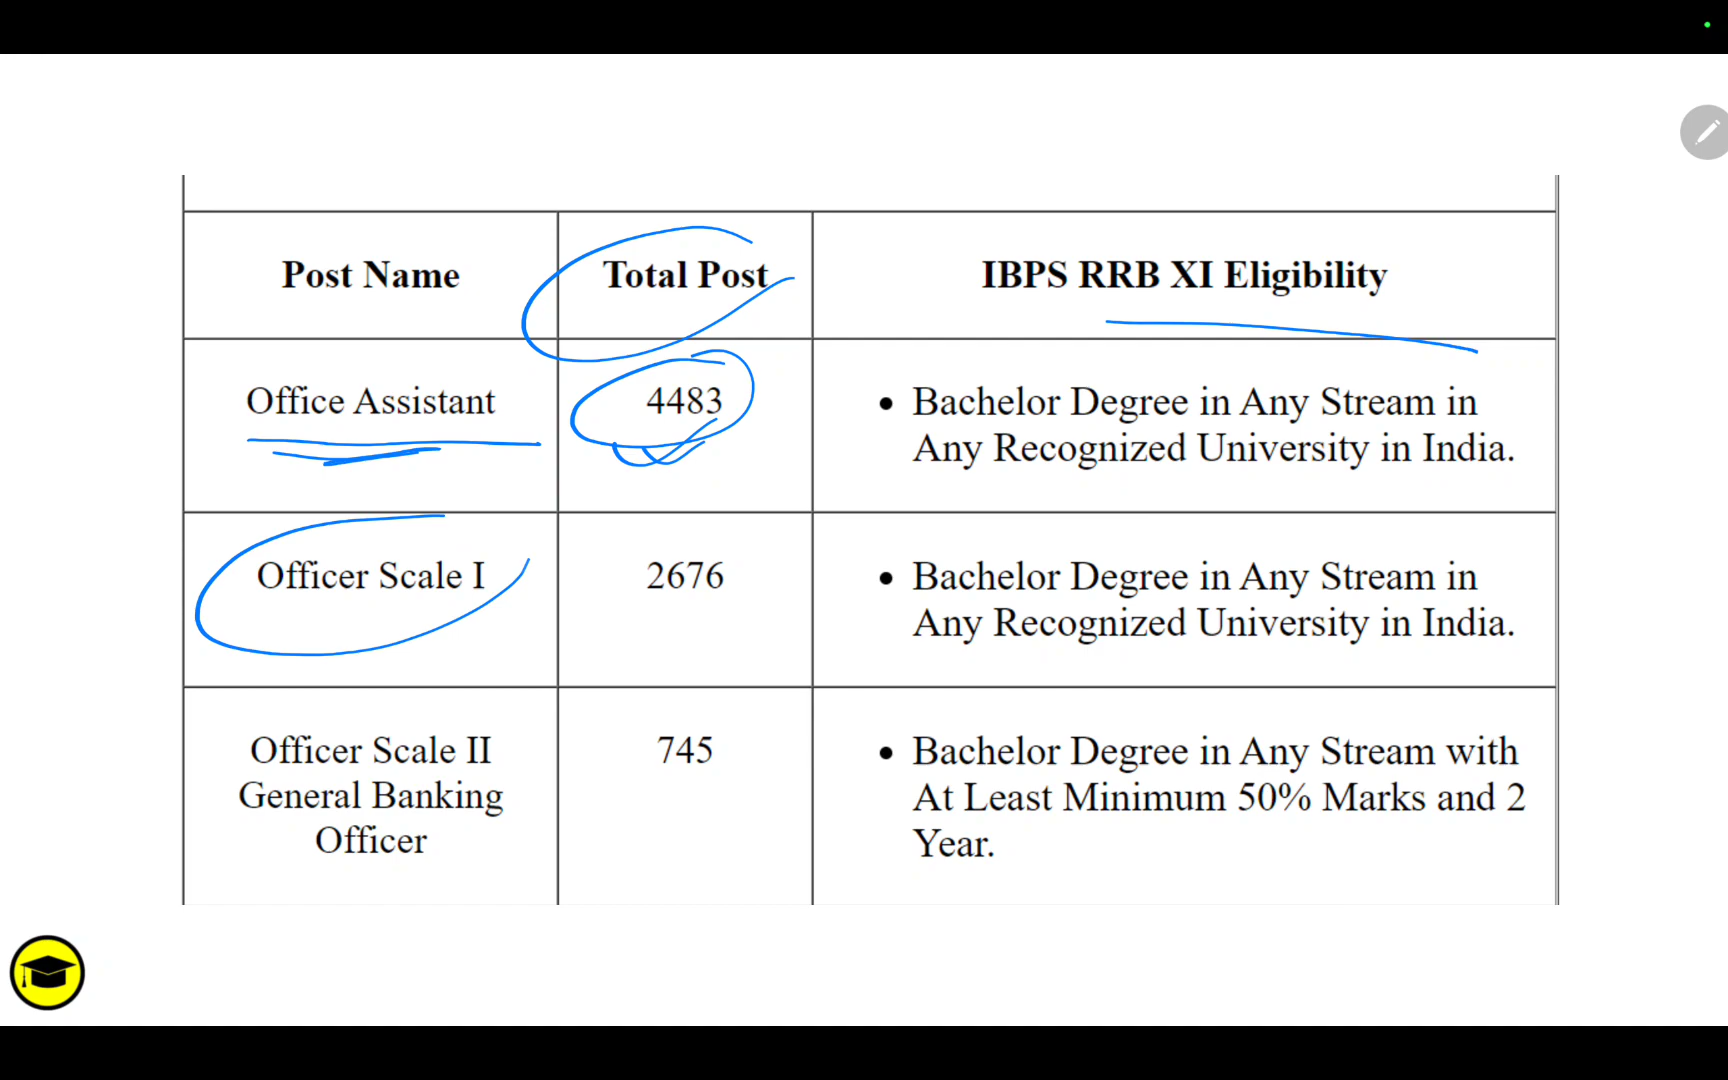 Post Name
Total Post
IBPS RRB XI Eligibility
Office Assistant
4483
Bachelor Degree in Any Stream in
Any Recognized University in India.
Officer Scale I
2676
Bachelor Degree in Any Stream in
Any Recognized University in India.
Officer Scale II
General Banking
Officer
745
Bachelor Degree in Any Stream with
At Least Minimum 50% Marks and 2
Year.